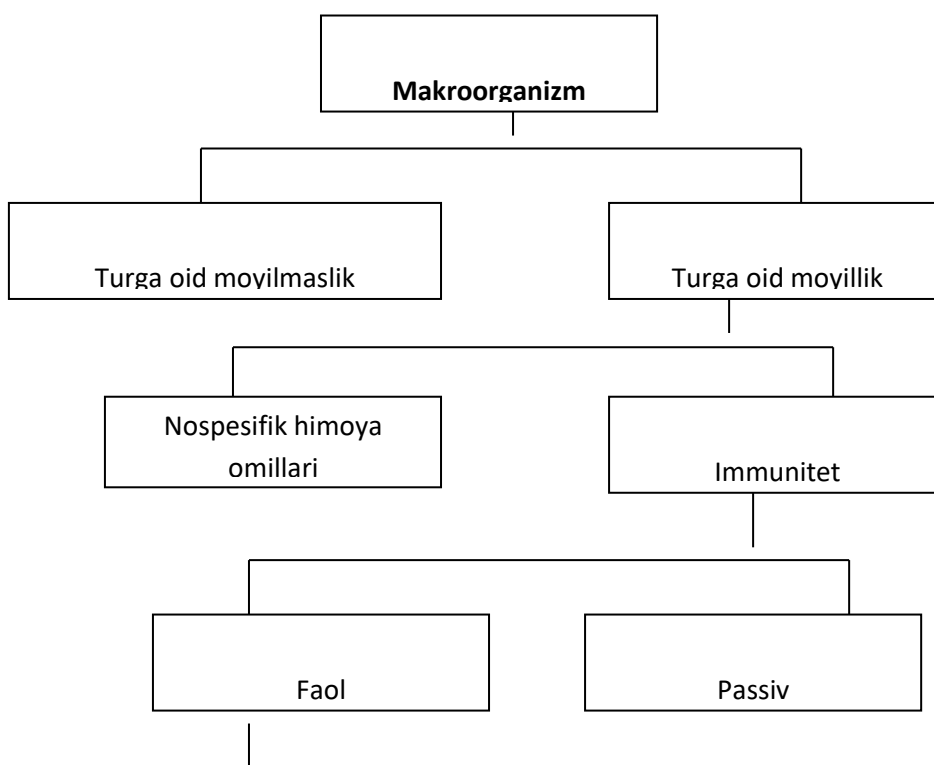 Makroorganizm
Turga oid moyilmaslik
Turga oid moyillik
Nospesifik himoya
omillari
Immunitet
Faol
Passiv